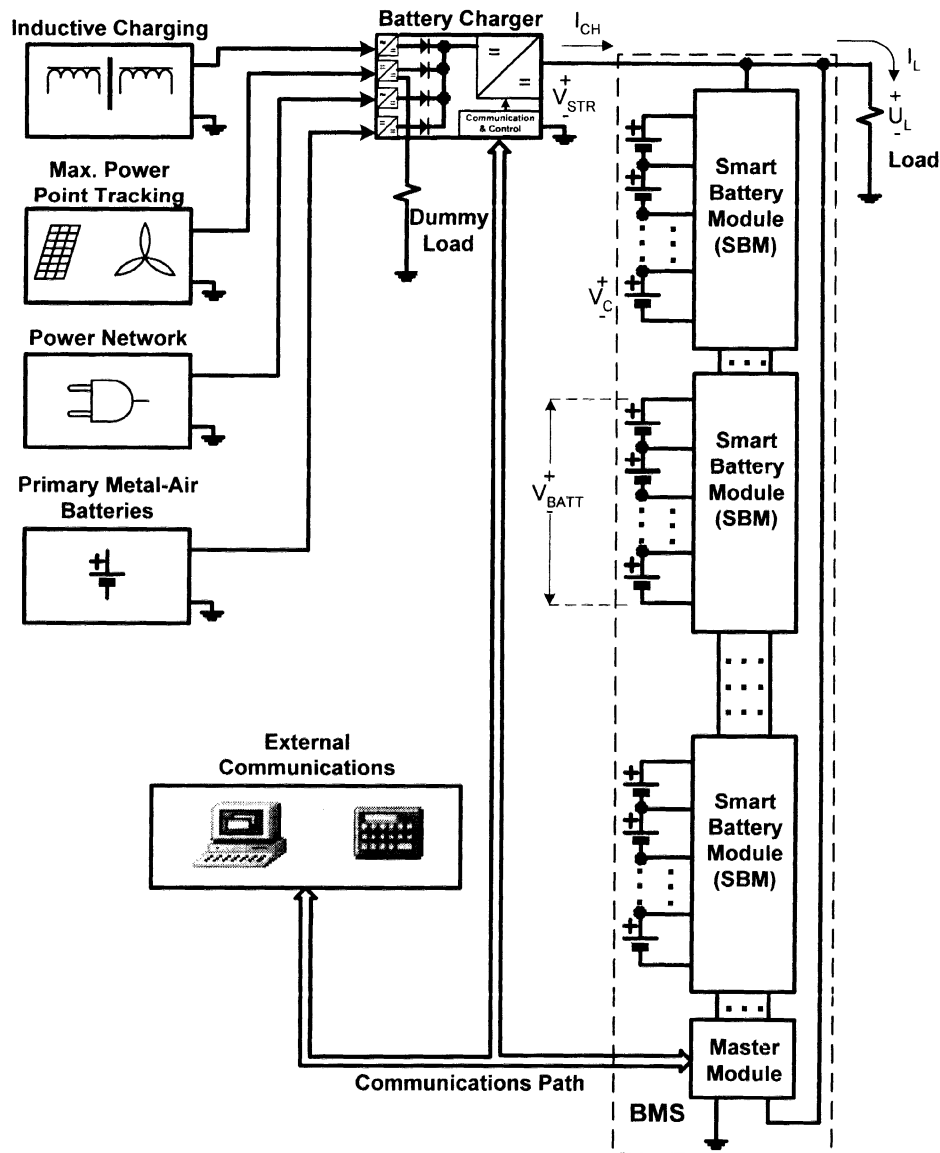 Inductive Charging
Battery Charger
I_CH
I_L
+
V_STR
-
+
U_L
-
Load
Communication
& Control
Max. Power
Point Tracking
Dummy
Load
Smart
Battery
Module
(SBM)
+
V_C
-
Power Network
Smart
Battery
Module
(SBM)
+
V_BATT
-
Primary Metal-Air
Batteries
External
Communications
Smart
Battery
Module
(SBM)
Master
Module
Communications Path
BMS